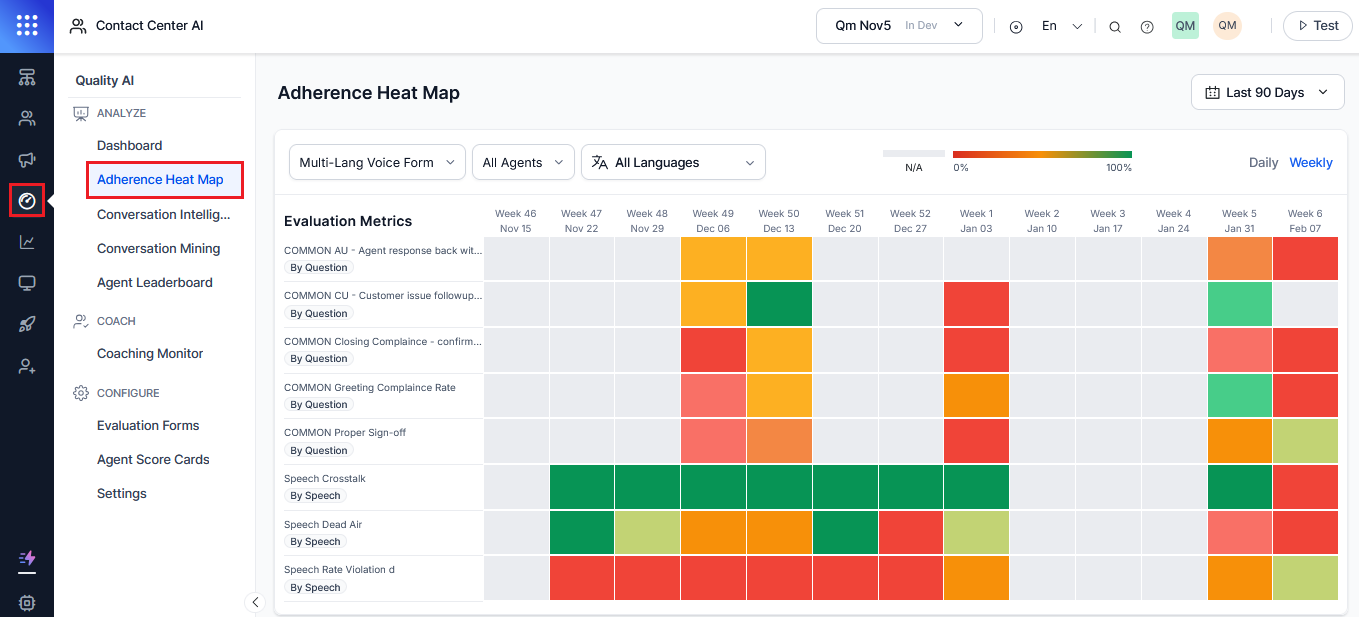 Contact Center AI
Qm Nov5 In Dev
En
QM
QM
Test
Quality AI
ANALYZE
Dashboard
Adherence Heat Map
Conversation Intellig...
Conversation Mining
Agent Leaderboard
COACH
Coaching Monitor
CONFIGURE
Evaluation Forms
Agent Score Cards
Settings
Adherence Heat Map
Last 90 Days
Multi-Lang Voice Form
All Agents
All Languages
N/A
0%
100%
Daily Weekly
Evaluation Metrics
Week 46 Week 47 Week 48 Week 49 Week 50 Week 51 Week 52 Week 1 Week 2 Week 3 Week 4 Week 5 Week 6
Nov 15 Nov 22 Nov 29 Dec 06 Dec 13 Dec 20 Dec 27 Jan 03 Jan 10 Jan 17 Jan 24 Jan 31 Feb 07
COMMON AU - Agent response back wit...
By Question
COMMON CU - Customer issue followup...
By Question
COMMON Closing Complaince - confirm...
By Question
COMMON Greeting Complaince Rate
By Question
COMMON Proper Sign-off
By Question
Speech Crosstalk
By Speech
Speech Dead Air
By Speech
Speech Rate Violation d
By Speech